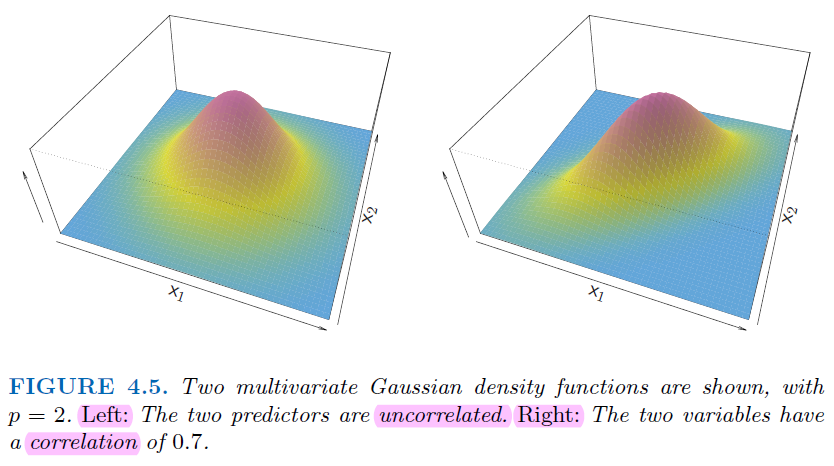 x1
x2
x1
x2
FIGURE 4.5. Two multivariate Gaussian density functions are shown, with
p = 2. Left: The two predictors are uncorrelated. Right: The two variables have
a correlation of 0.7.